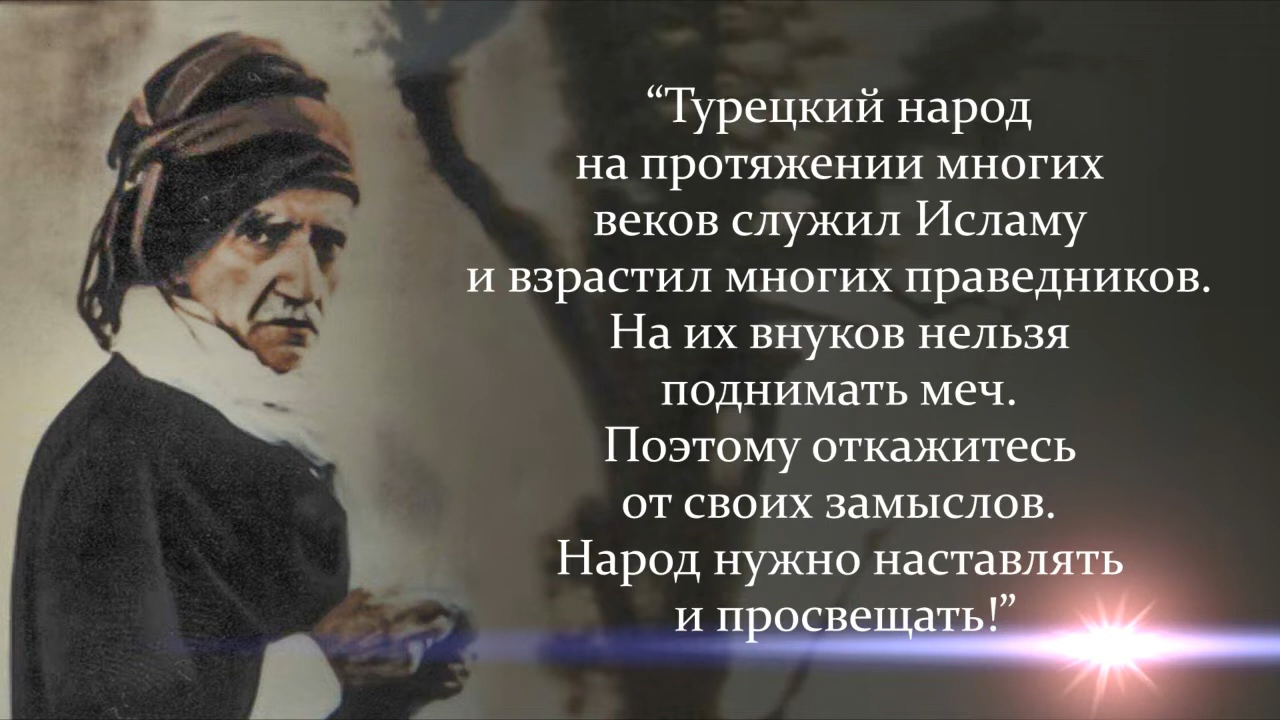 “Турецкий народ
на протяжении многих
веков служил Исламу
и взрастил многих праведников.
На их внуков нельзя
поднимать меч.
Поэтому откажитесь
от своих замыслов.
Народ нужно наставлять
и просвещать!”